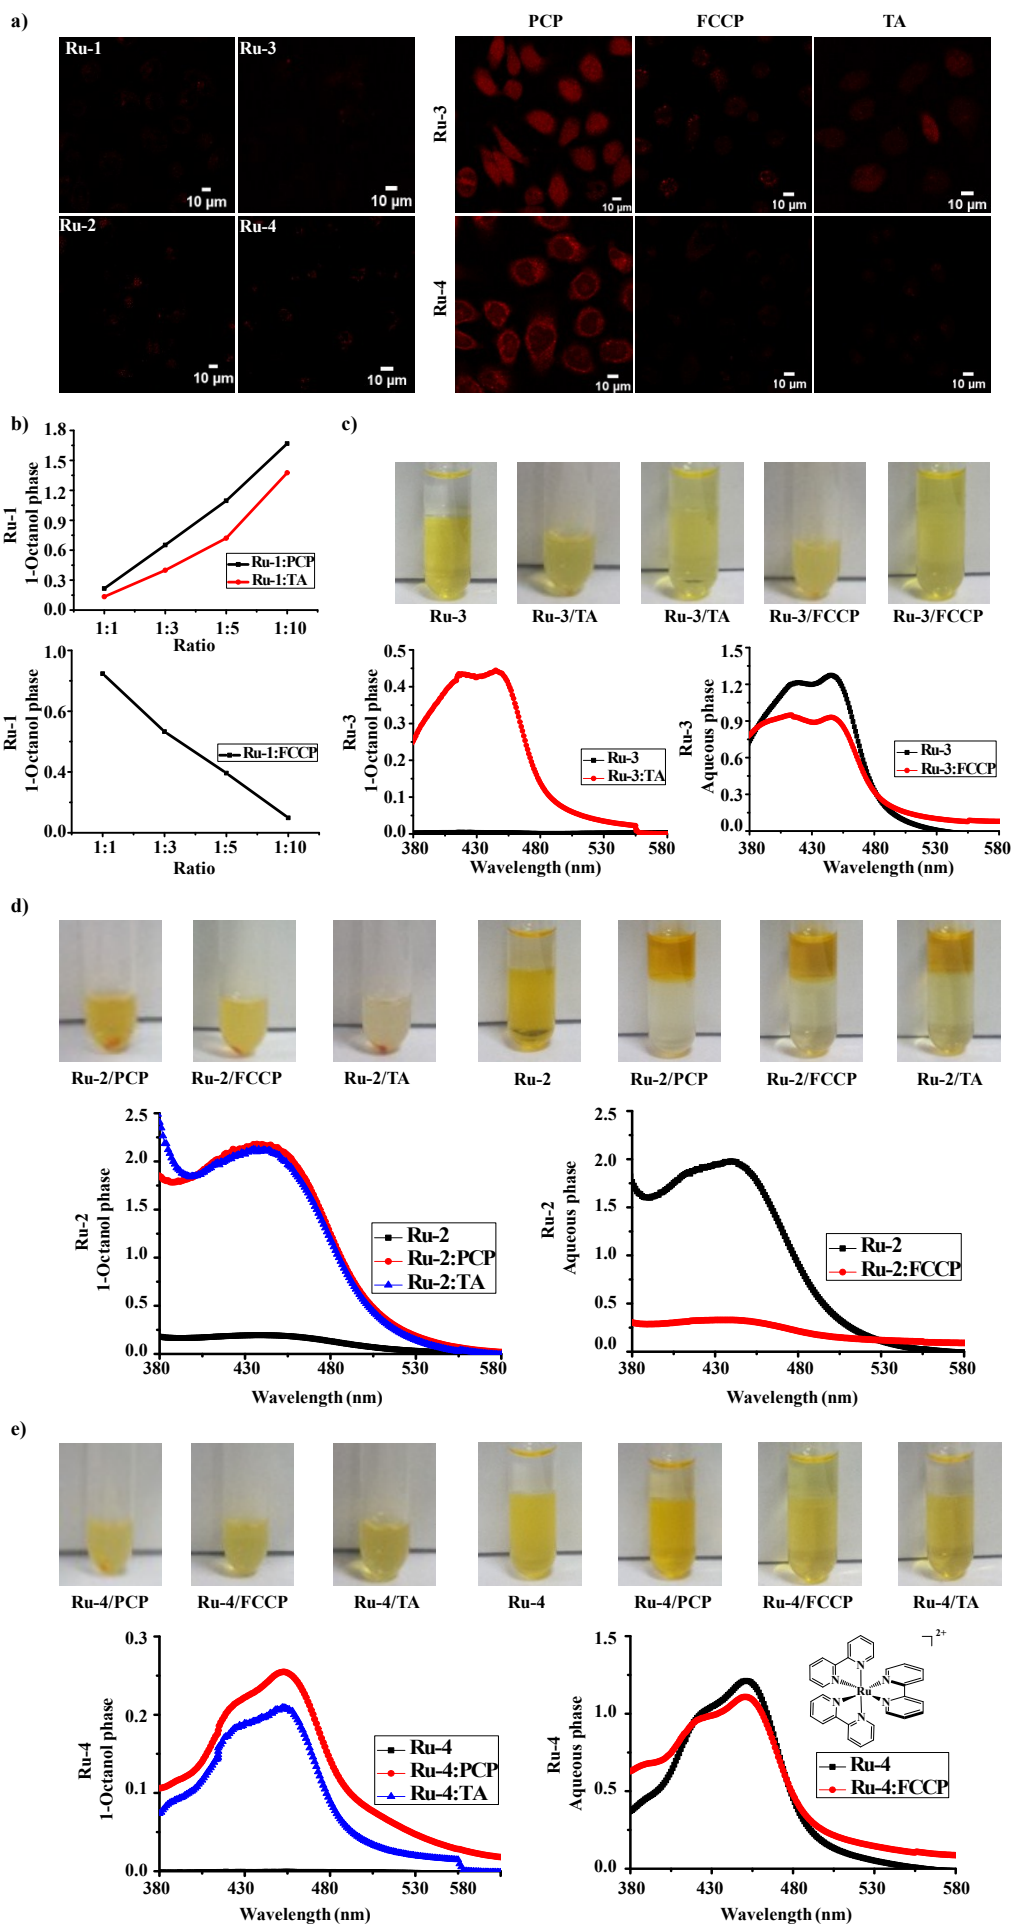 a)
PCP FCCP TA
Ru-1 Ru-3
Ru-3
10 µm 10 µm 10 µm 10 µm 10 µm
Ru-2 Ru-4
Ru-4
10 µm 10 µm 10 µm 10 µm 10 µm
b)
Ru-1
1-Octanol phase
1.8
1.5
1.2
0.9
0.6
0.3
0.0
Ru-1:PCP
Ru-1:TA
1:1 1:3 1:5 1:10
Ratio
Ru-1
1-Octanol phase
1.0
0.8
0.4
0.0
Ru-1:FCCP
1:1 1:3 1:5 1:10
Ratio
c)
Ru-3 Ru-3/TA Ru-3/TA Ru-3/FCCP Ru-3/FCCP
Ru-3
1-Octanol phase
0.5
0.4
0.3
0.2
0.1
0.0
Ru-3
Ru-3:TA
380 430 480 530 580
Wavelength (nm)
Ru-3
Aqueous phase
1.5
1.2
0.9
0.6
0.3
0.0
Ru-3
Ru-3:FCCP
380 430 480 530 580
Wavelength (nm)
d)
Ru-2/PCP Ru-2/FCCP Ru-2/TA Ru-2 Ru-2/PCP Ru-2/FCCP Ru-2/TA
Ru-2
1-Octanol phase
2.5
2.0
1.5
1.0
0.5
0.0
Ru-2
Ru-2:PCP
Ru-2:TA
380 430 480 530 580
Wavelength (nm)
Ru-2
Aqueous phase
2.5
2.0
1.5
1.0
0.5
0.0
Ru-2
Ru-2:FCCP
380 430 480 530 580
Wavelength (nm)
e)
Ru-4/PCP Ru-4/FCCP Ru-4/TA Ru-4 Ru-4/PCP Ru-4/FCCP Ru-4/TA
Ru-4
1-Octanol phase
0.3
0.2
0.1
0.0
Ru-4
Ru-4:PCP
Ru-4:TA
380 430 480 530
Wavelength (nm)
Ru-4
Aqueous phase
1.5
1.0
0.5
0.0
2+
N
N N
Ru
N N
N
Ru-4
Ru-4:FCCP
380 430 480 530 580
Wavelength (nm)